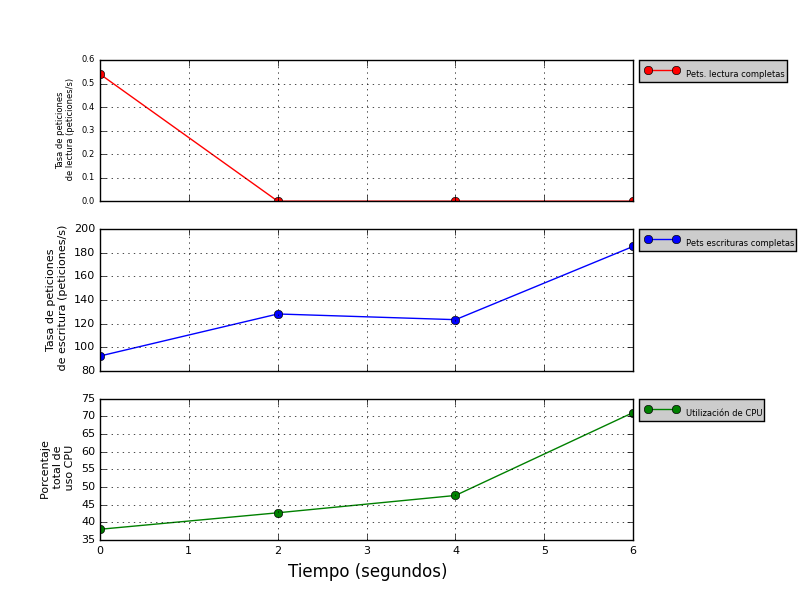 0.6
0.5
0.4
0.3
0.2
0.1
0.0
Tasa de peticiones
de lectura (peticiones/s)
Pets. lectura completas
200
180
160
140
120
100
80
Tasa de peticiones
de escritura (peticiones/s)
Pets escrituras completas
75
70
65
60
55
50
45
40
35
Porcentaje
total de
uso CPU
Utilización de CPU
0 1 2 3 4 5 6
Tiempo (segundos)